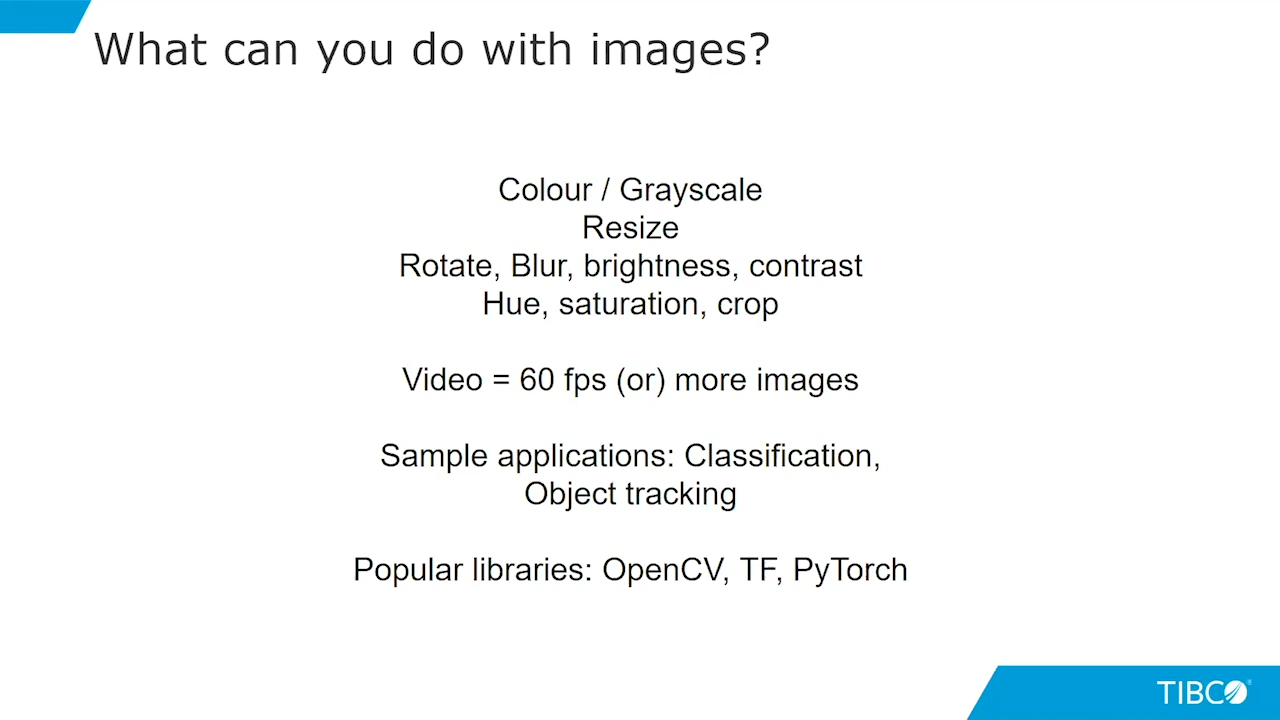 What can you do with images?
Colour / Grayscale
Resize
Rotate, Blur, brightness, contrast
Hue, saturation, crop
Video = 60 fps (or) more images
Sample applications: Classification,
Object tracking
Popular libraries: OpenCV, TF, PyTorch
TIBCO®